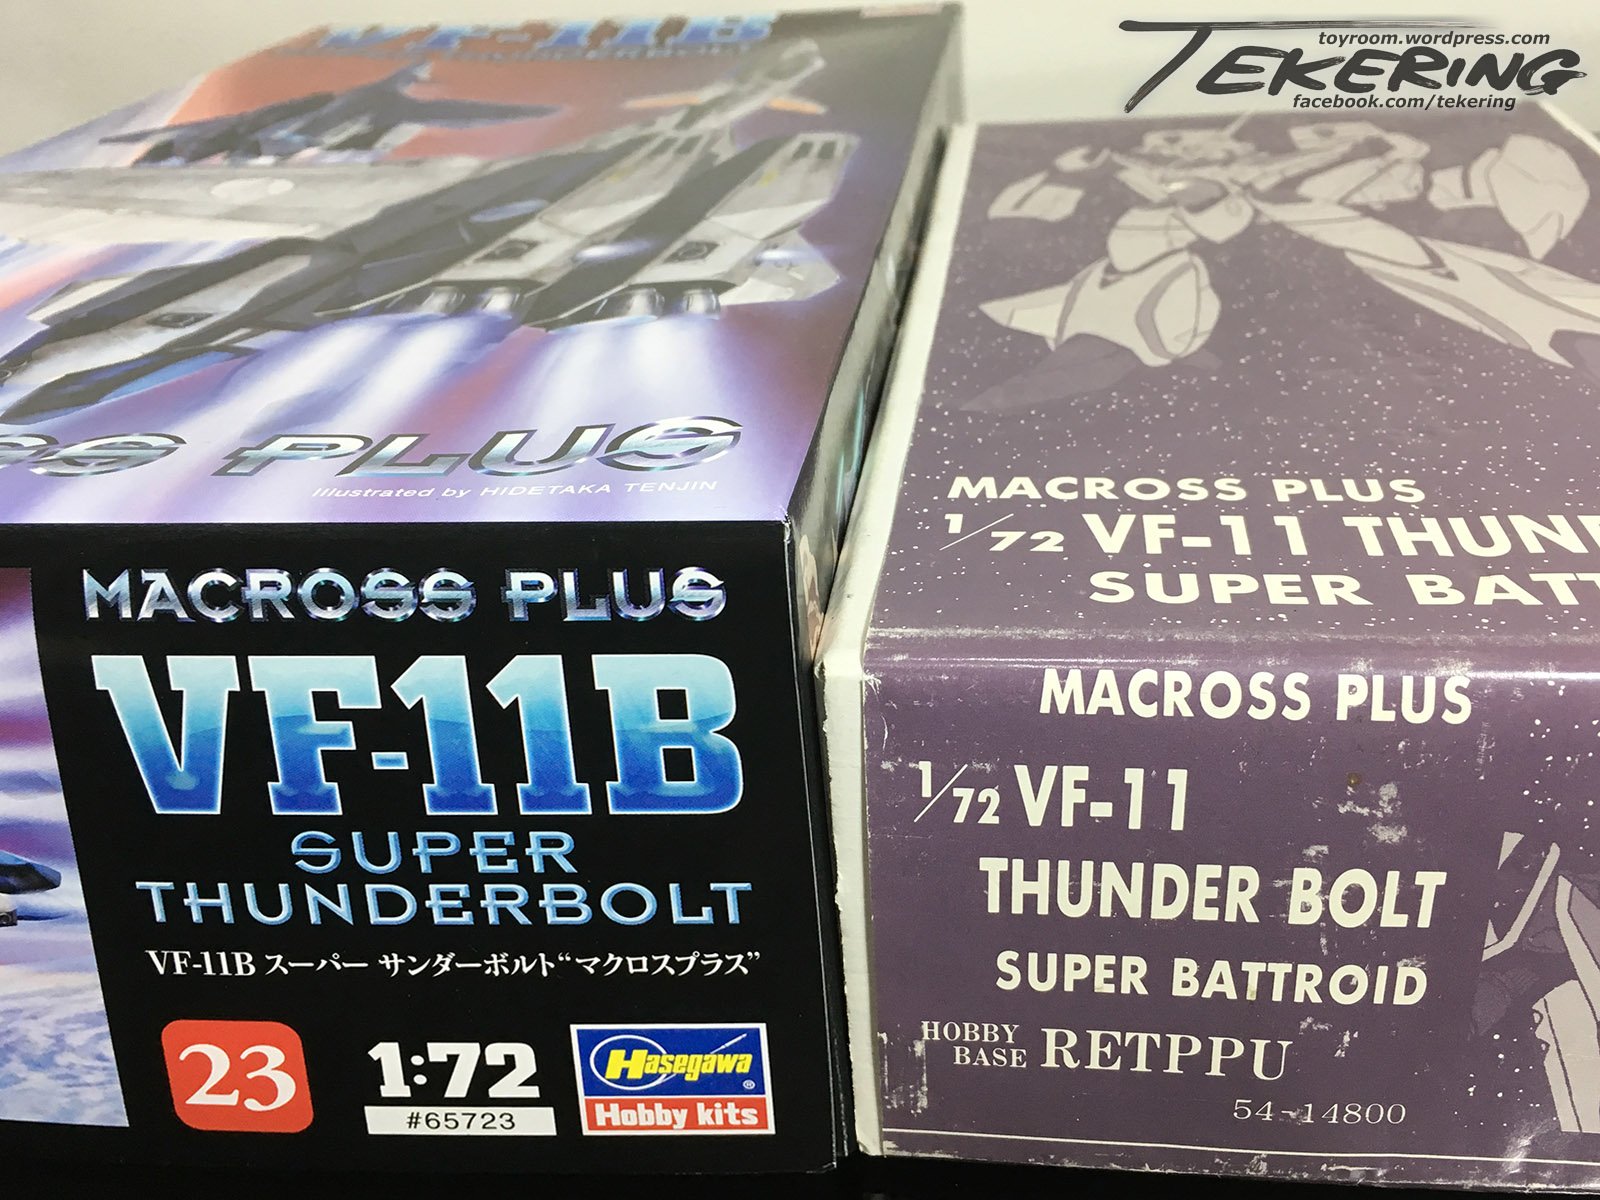 toyroom.wordpress.com
TEKERING
facebook.com/tekering
VF-11B
PLUS
Illustrated by HIDETAKA TENJIN
MACROSS PLUS
VF-11B
SUPER
THUNDERBOLT
VF-11B スーパー サンダーボルト“マクロスプラス”
23
1:72
#65723
Hasegawa
Hobby kits
MACROSS PLUS
1/72 VF-11
SUPER
MACROSS PLUS
1/72 VF-11
THUNDER BOLT
SUPER BATTROID
HOBBY BASE RETPPU
54-14800